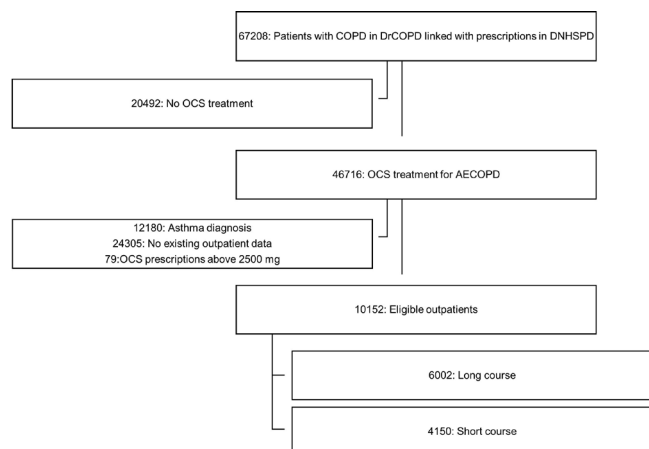 67208: Patients with COPD in DrCOPD linked with prescriptions in DNHSPD
20492: No OCS treatment
46716: OCS treatment for AECOPD
12180: Asthma diagnosis
24305: No existing outpatient data
79:OCS prescriptions above 2500 mg
10152: Eligible outpatients
6002: Long course
4150: Short course